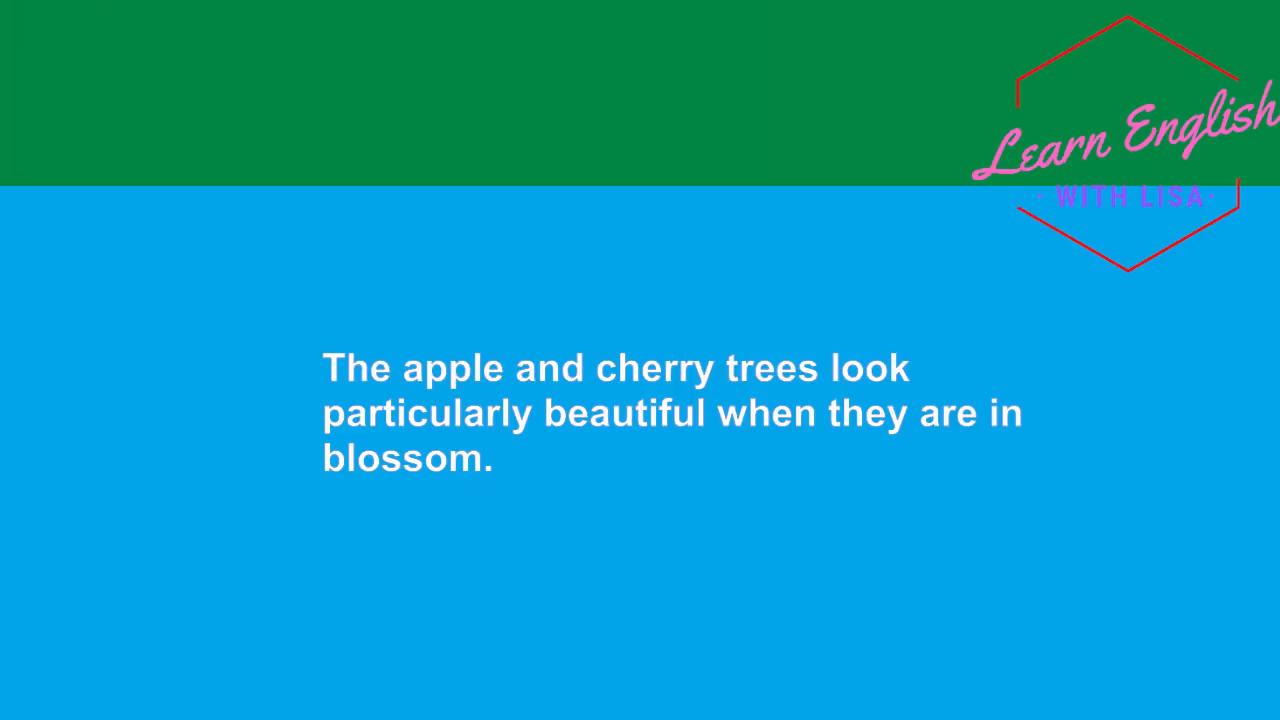 Learn English
· WITH LISA ·
The apple and cherry trees look
particularly beautiful when they are in
blossom.